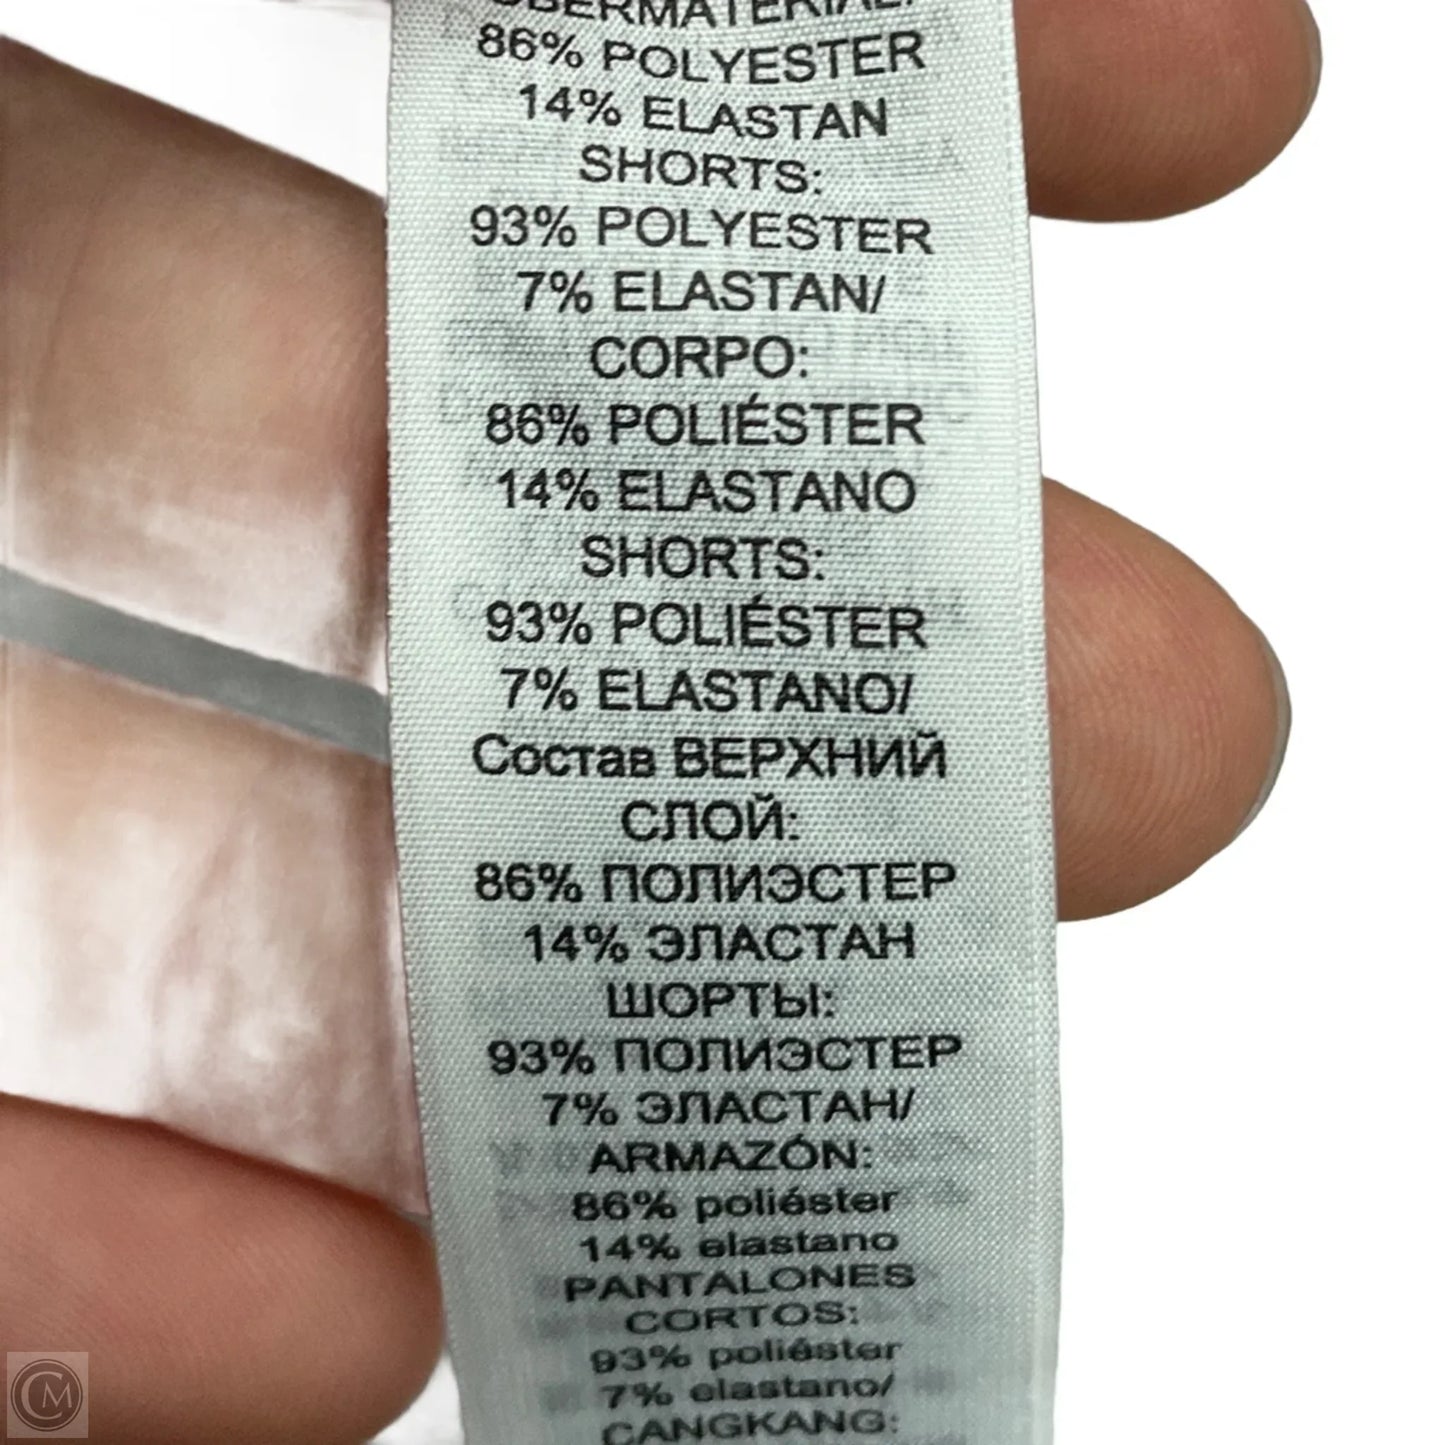 OBERMATERIAL:
86% POLYESTER
14% ELASTAN
SHORTS:
93% POLYESTER
7% ELASTAN/
CORPO:
86% POLIÉSTER
14% ELASTANO
SHORTS:
93% POLIÉSTER
7% ELASTANO/
Состав ВЕРХНИЙ
СЛОЙ:
86% ПОЛИЭСТЕР
14% ЭЛАСТАН
ШОРТЫ:
93% ПОЛИЭСТЕР
7% ЭЛАСТАН/
ARMAZÓN:
86% poliéster
14% elastano
PANTALONES
CORTOS:
93% poliéster
7% elastano/
CANGKANG:
CM